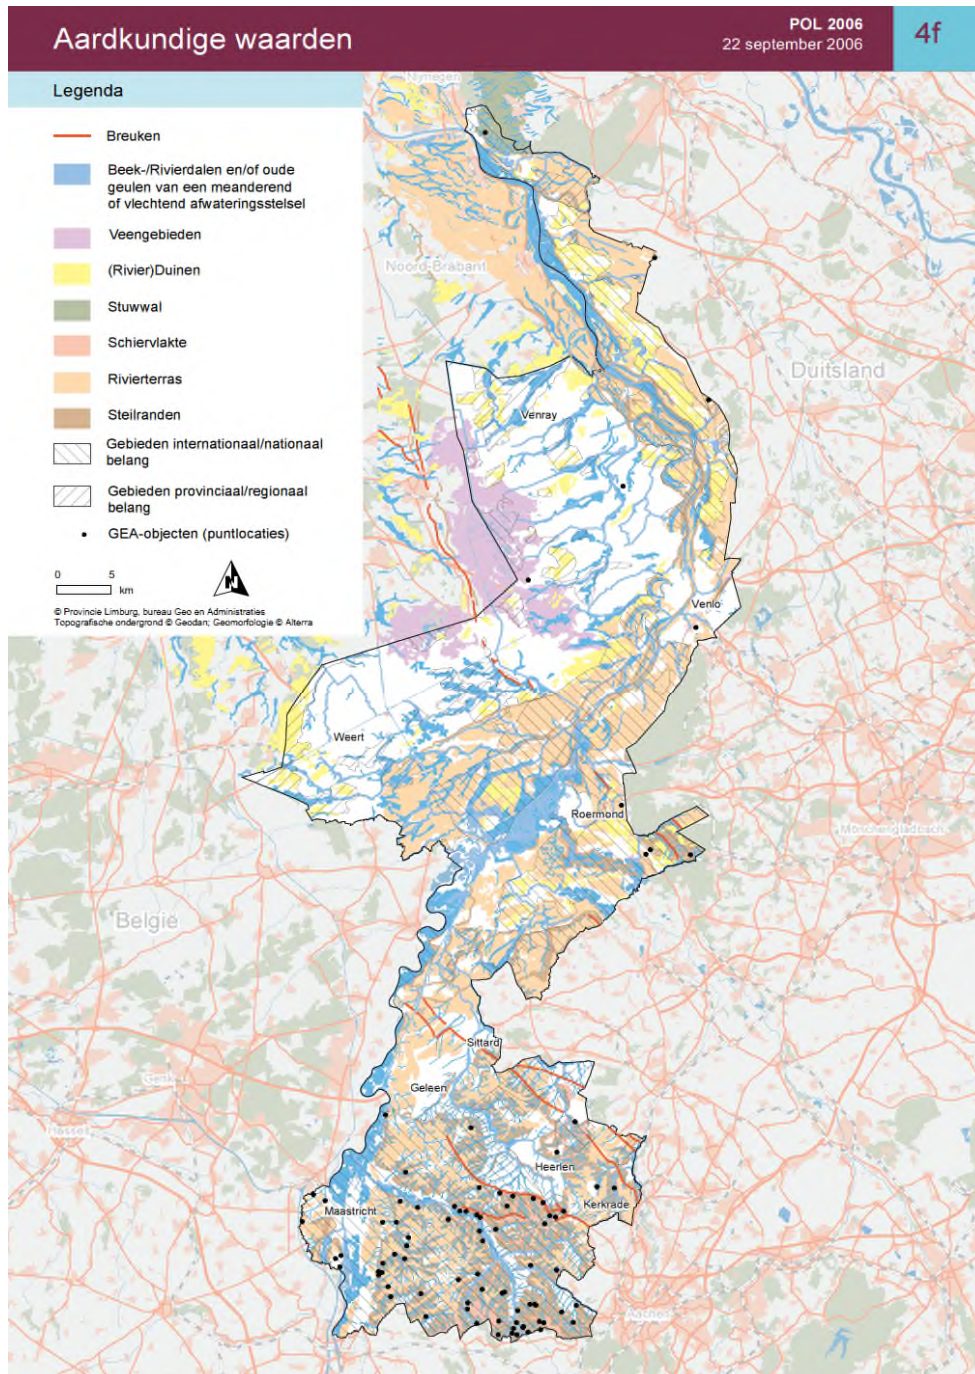 Aardkundige waarden
POL 2006
22 september 2006
4f
Legenda
Breuken
Beek-/Rivierdalen en/of oude
geulen van een meanderend
of vlechtend afwateringsstelsel
Veengebieden
(Rivier)Duinen
Stuwwal
Schiervlakte
Rivierterras
Steilranden
Gebieden internationaal/nationaal
belang
Gebieden provinciaal/regionaal
belang
GEA-objecten (puntlocaties)
0 5
km
N
© Provincie Limburg, bureau Geo en Administraties
Topografische ondergrond © Geodan; Geomorfologie © Alterra
Nijmegen
Noord-Brabant
Duitsland
Venray
Venlo
Weert
Roermond
Mönchengladbach
België
Sittard
Geleen
Genk
Hasselt
Heerlen
Kerkrade
Maastricht
Aachen